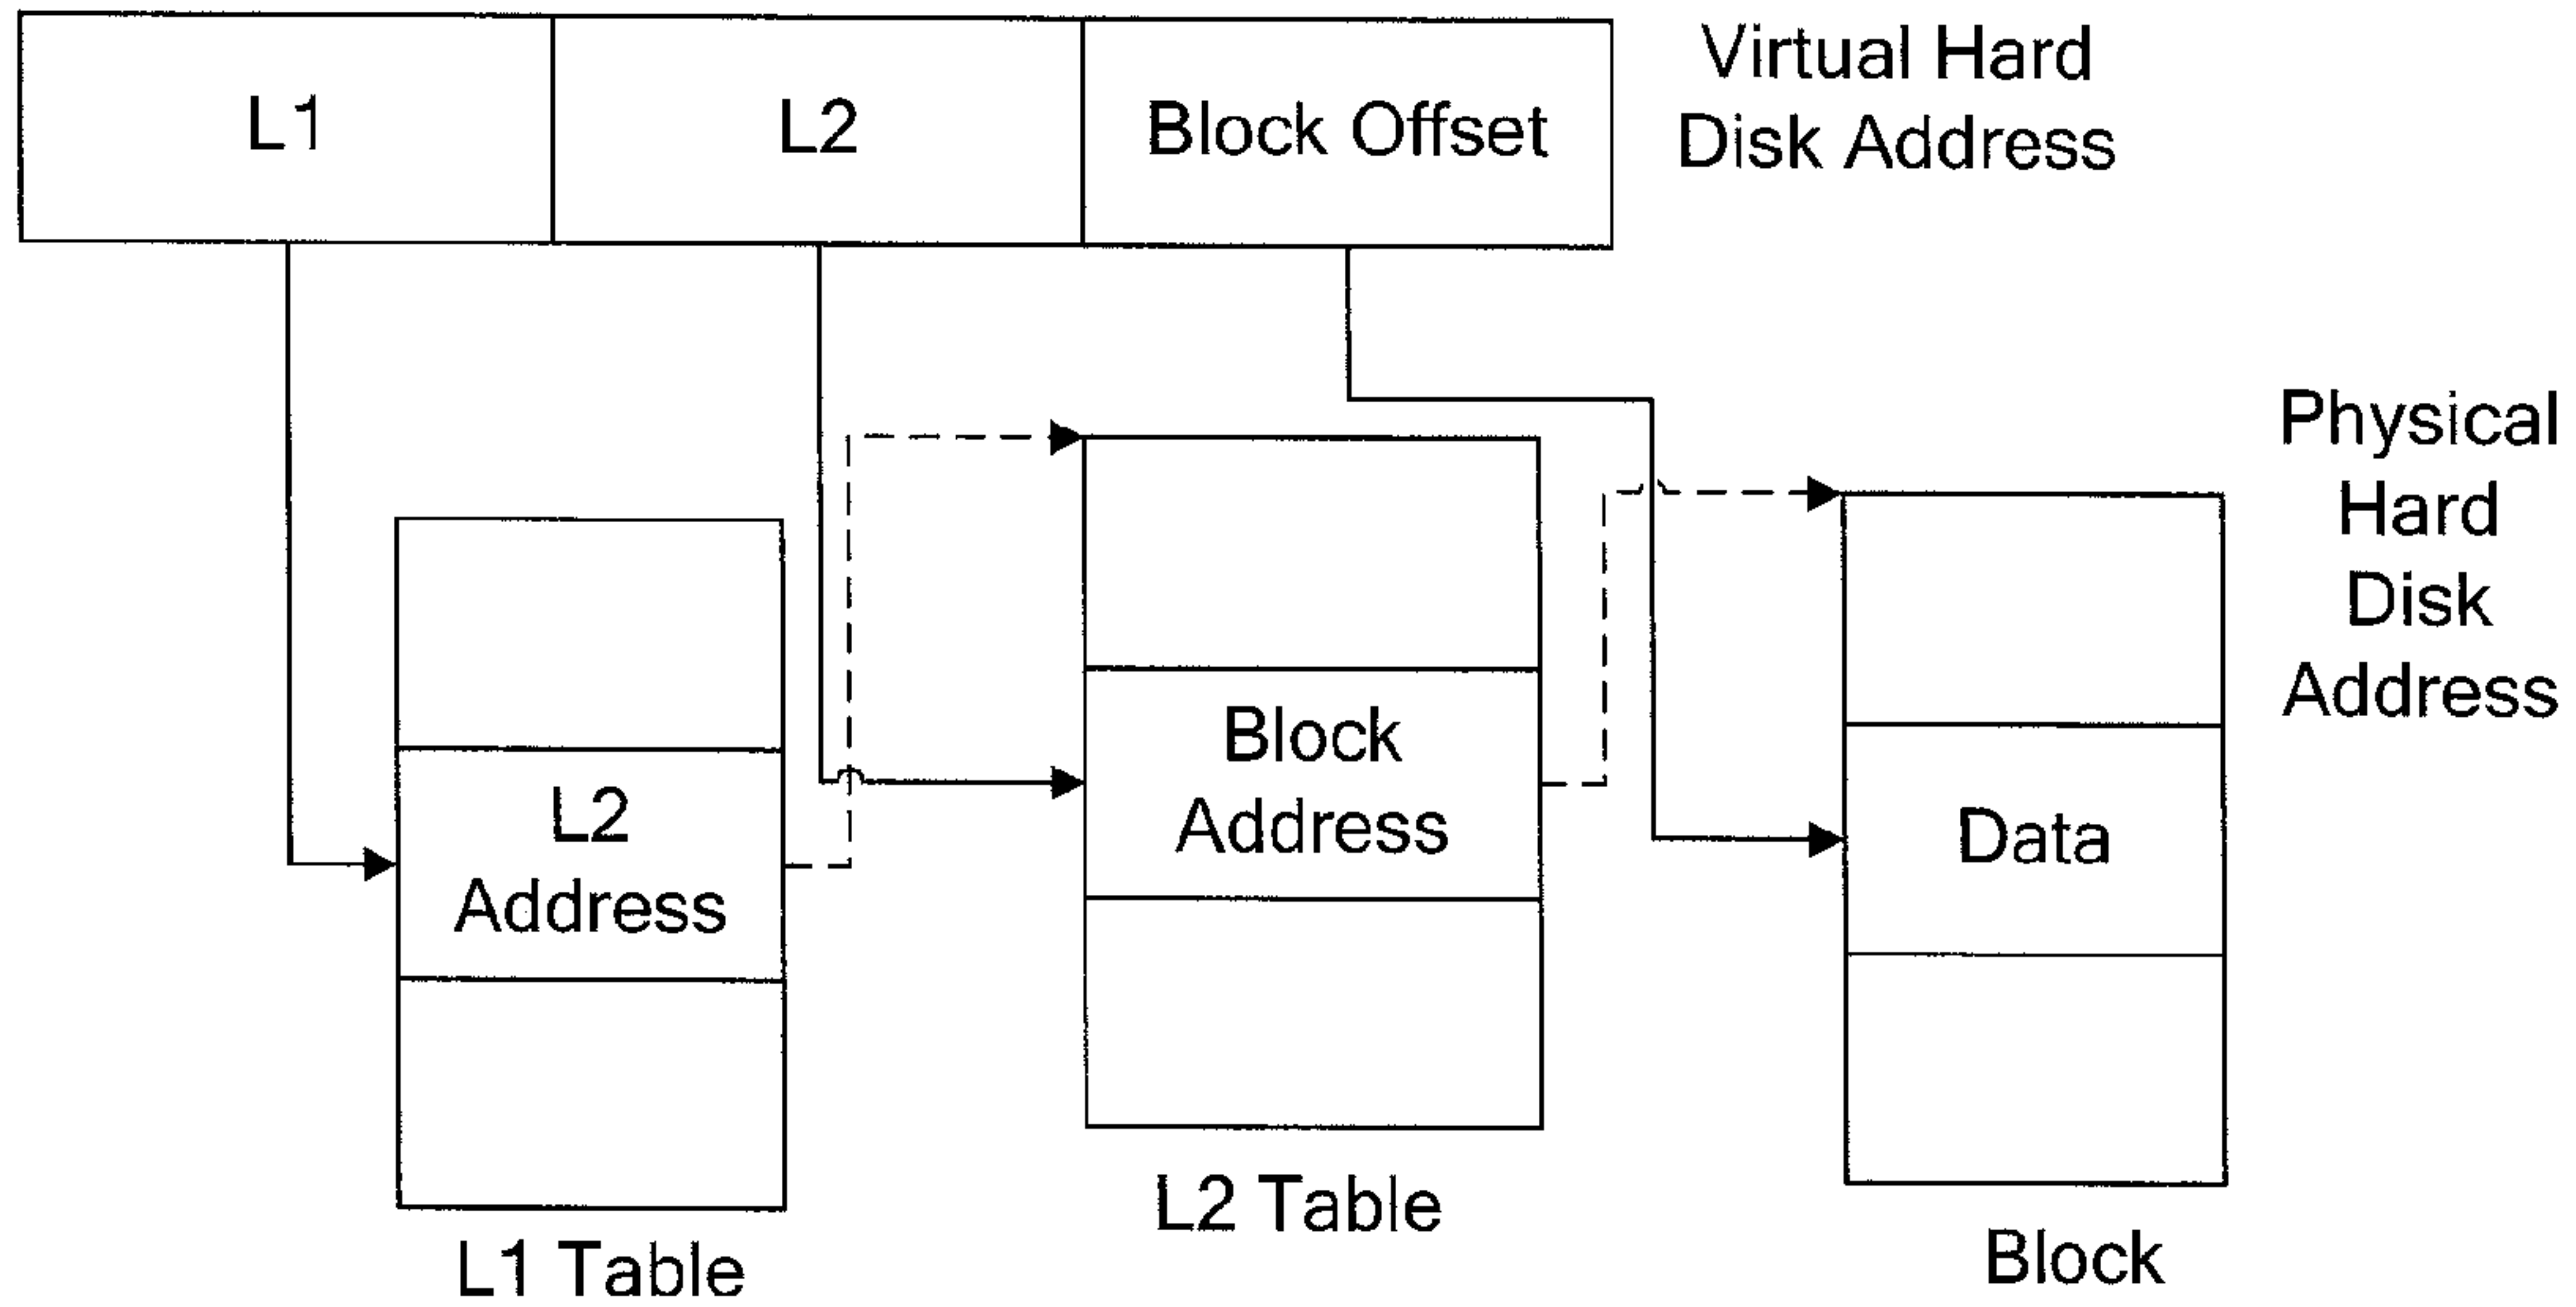 L1
L2
Block Offset
Virtual Hard
Disk Address
Physical
Hard
Disk
Address
L2
Address
Block
Address
Data
L1 Table
L2 Table
Block